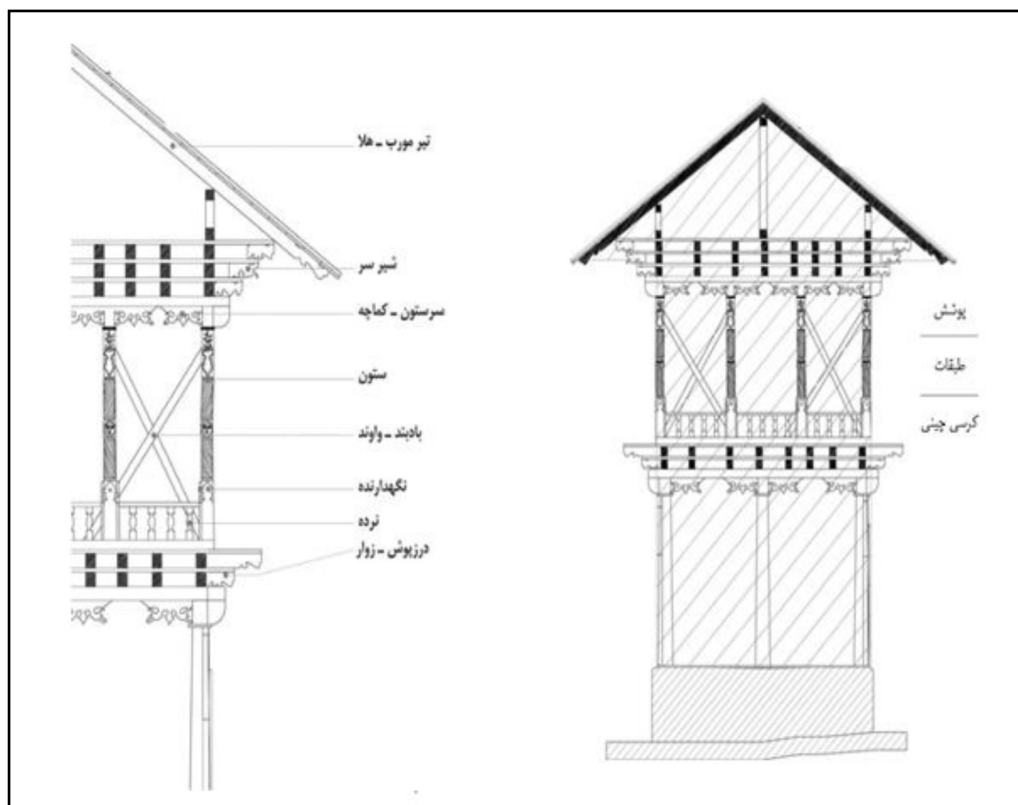 تیر مورب ـ هلا
شیر سر
سرستون ـ کماچه
ستون
بادبند ـ واوند
نگهدارنده
نرده
درزپوش ـ زوار
پوشش
طبقات
کرسی چینی